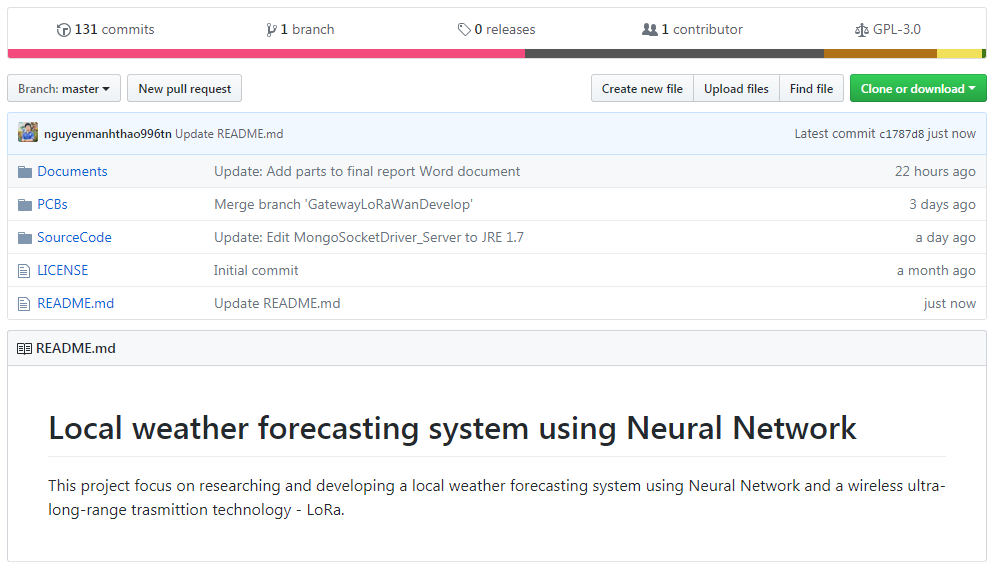 131 commits 1 branch 0 releases 1 contributor GPL-3.0
Branch: master New pull request Create new file Upload files Find file Clone or download
nguyenmanhthao996tn Update README.md Latest commit c1787d8 just now
Documents Update: Add parts to final report Word document 22 hours ago
PCBs Merge branch 'GatewayLoRaWanDevelop' 3 days ago
SourceCode Update: Edit MongoSocketDriver_Server to JRE 1.7 a day ago
LICENSE Initial commit a month ago
README.md Update README.md just now
README.md
Local weather forecasting system using Neural Network
This project focus on researching and developing a local weather forecasting system using Neural Network and a wireless ultra-
long-range trasmittion technology - LoRa.